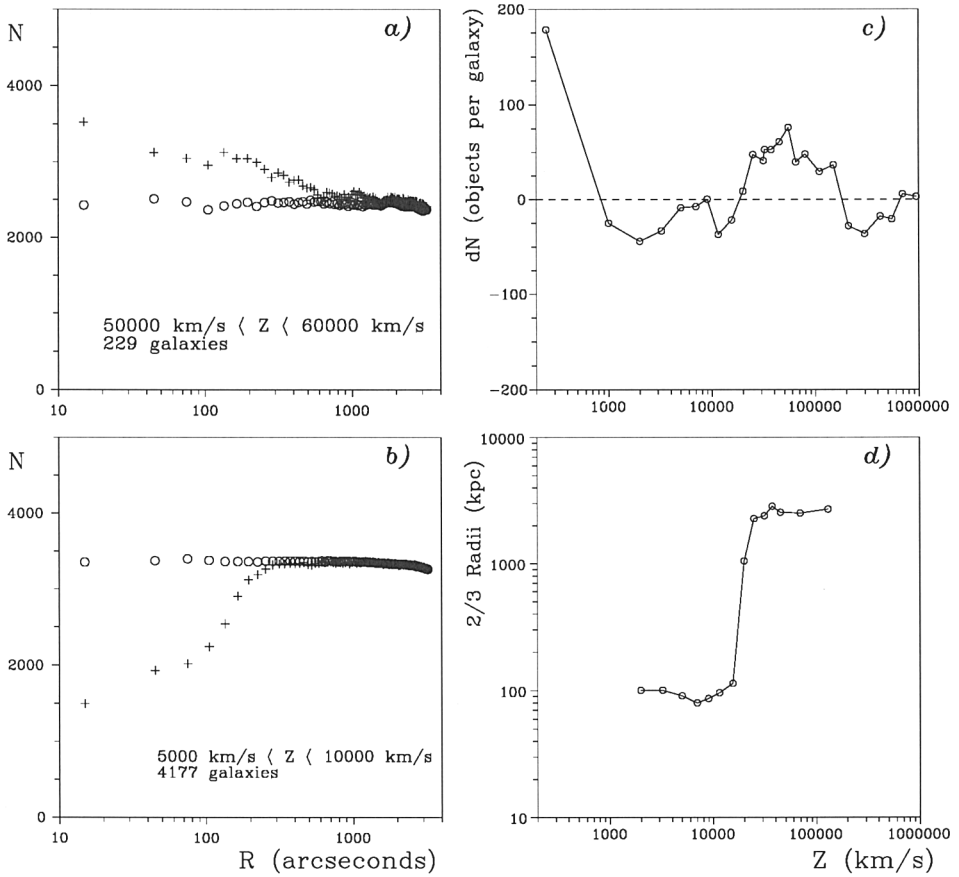 N
a)
4000
2000
0
10
100
1000
50000 km/s ⟨ Z ⟨ 60000 km/s
229 galaxies
dN (objects per galaxy)
c)
200
100
0
−100
−200
1000
10000
100000
1000000
N
b)
4000
2000
0
10
100
1000
5000 km/s ⟨ Z ⟨ 10000 km/s
4177 galaxies
R (arcseconds)
2/3 Radii (kpc)
d)
10000
1000
100
10
1000
10000
100000
1000000
Z (km/s)